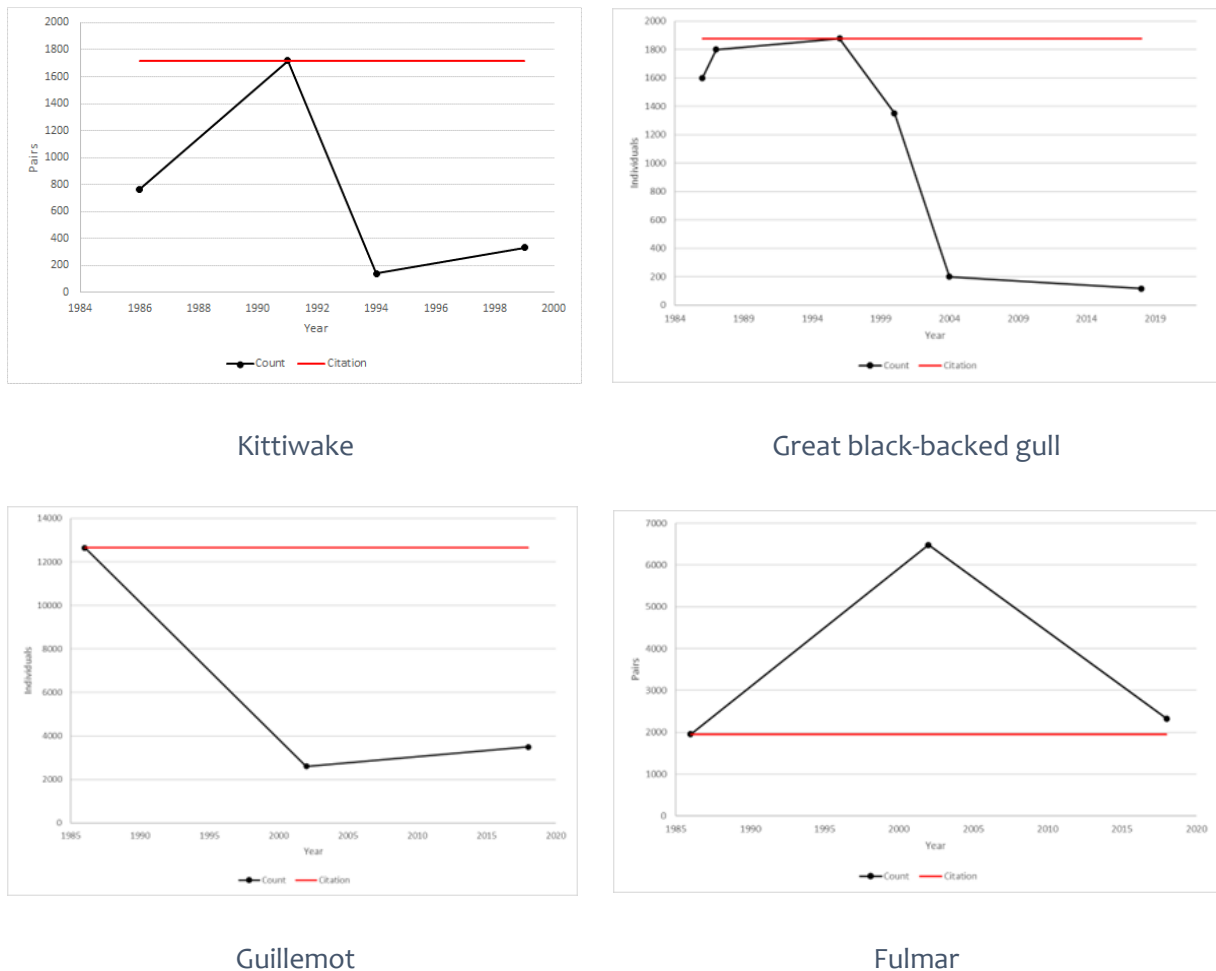 2000
1800
1600
1400
1200
1000
800
600
400
200
0
Pairs
1984 1986 1988 1990 1992 1994 1996 1998 2000
Year
Count Citation
Kittiwake
2000
1800
1600
1400
1200
1000
800
600
400
200
0
Individuals
1984 1989 1994 1999 2004 2009 2014 2019
Year
Count Citation
Great black-backed gull
14000
12000
10000
8000
6000
4000
2000
0
Individuals
1985 1990 1995 2000 2005 2010 2015 2020
Year
Count Citation
Guillemot
7000
6000
5000
4000
3000
2000
1000
0
Pairs
1985 1990 1995 2000 2005 2010 2015 2020
Year
Count Citation
Fulmar